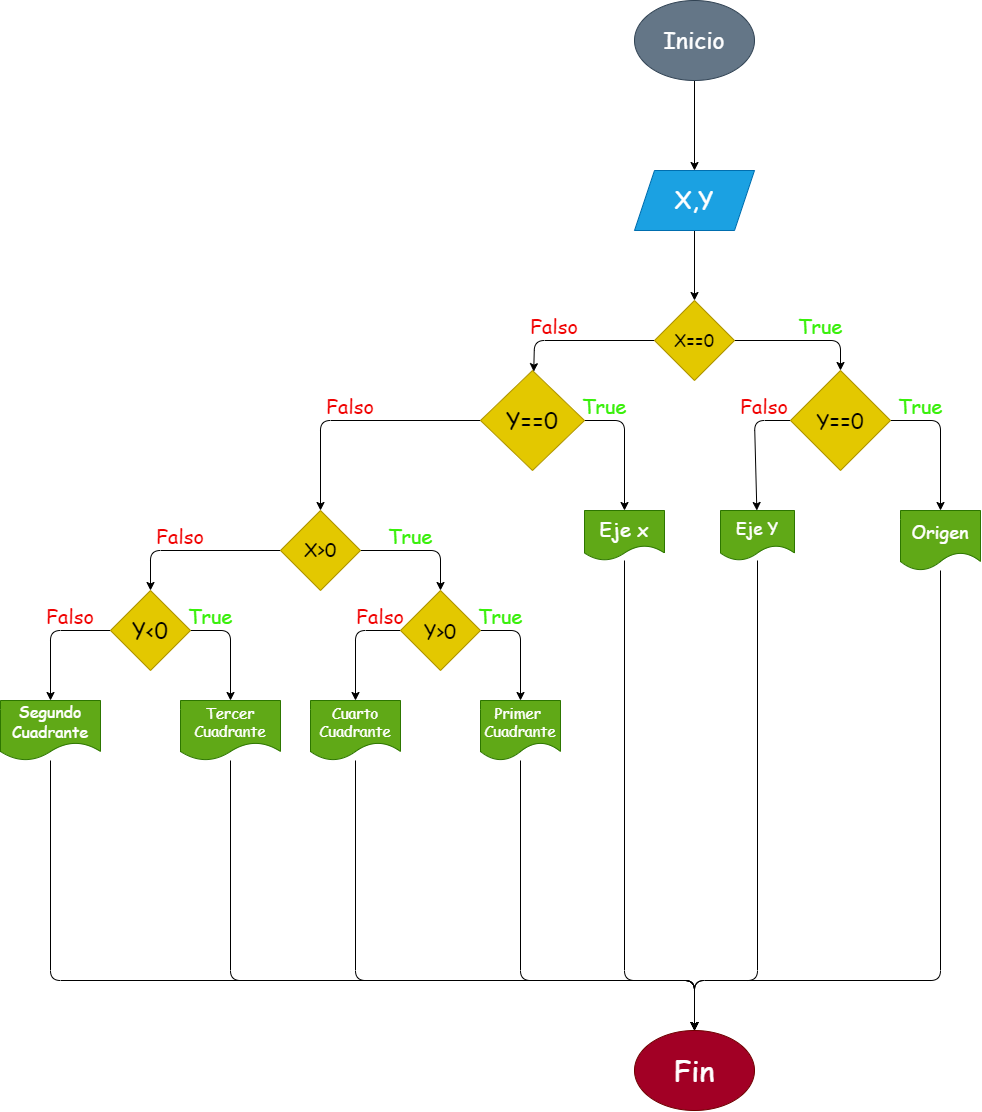 Inicio
X,Y
Falso
X==0
True
Falso
Y==0
True
Falso
Y==0
True
Falso
X>0
True
Eje x
Eje Y
Origen
Falso
Y<0
True
Falso
Y>0
True
Segundo
Cuadrante
Tercer
Cuadrante
Cuarto
Cuadrante
Primer
Cuadrante
Fin